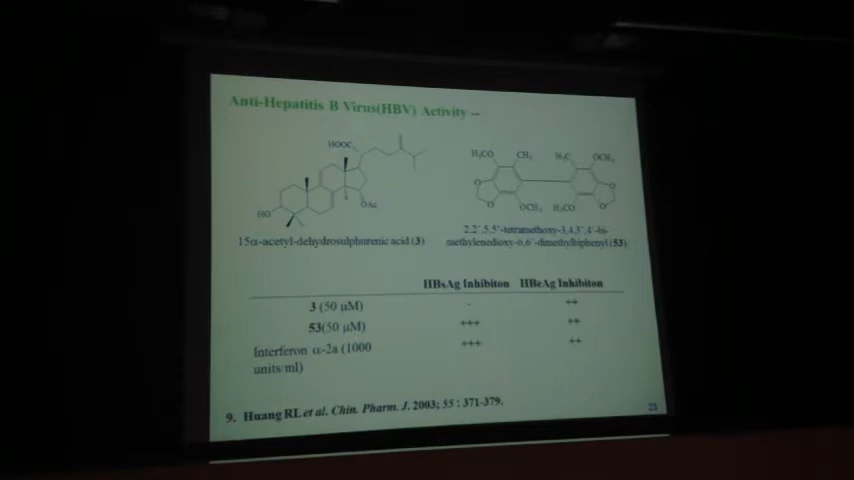 Anti-Hepatitis B Virus(HBV) Activity –
HOOC
OAc
HO
H₃CO CH₃ H₃C OCH₃
O O
O O
OCH₃ H₃CO
15α-acetyl-dehydrosulphurenic acid (3)
2,2',5,5'-tetramethoxy-3,4,3',4'-bi-
methylenedioxy-6,6'-dimethylbiphenyl (53)
HBsAg Inhibiton HBeAg Inhibiton
3 (50 μM) - ++
53(50 μM) +++ ++
Interferon α-2a (1000 +++ ++
units/ml)
9. Huang RL et al. Chin. Pharm. J. 2003; 55 : 371-379.